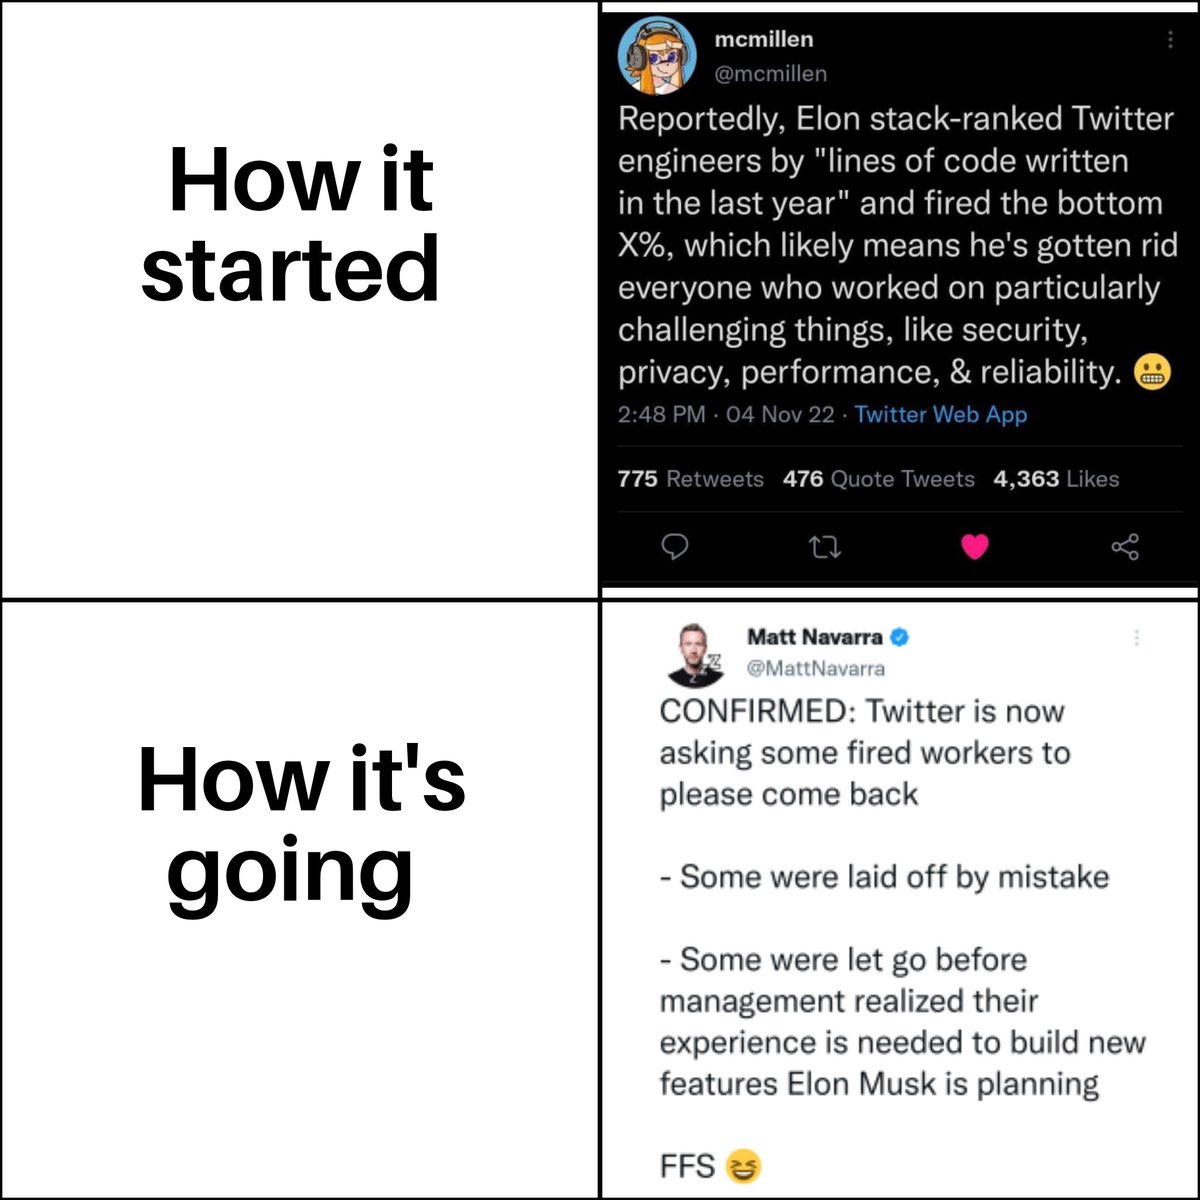 How it
started
mcmillen
@mcmillen
Reportedly, Elon stack-ranked Twitter
engineers by "lines of code written
in the last year" and fired the bottom
X%, which likely means he's gotten rid
everyone who worked on particularly
challenging things, like security,
privacy, performance, & reliability. 😬
2:48 PM · 04 Nov 22 · Twitter Web App
775 Retweets 476 Quote Tweets 4,363 Likes
How it's
going
Matt Navarra
@MattNavarra
CONFIRMED: Twitter is now
asking some fired workers to
please come back
- Some were laid off by mistake
- Some were let go before
management realized their
experience is needed to build new
features Elon Musk is planning
FFS 😆